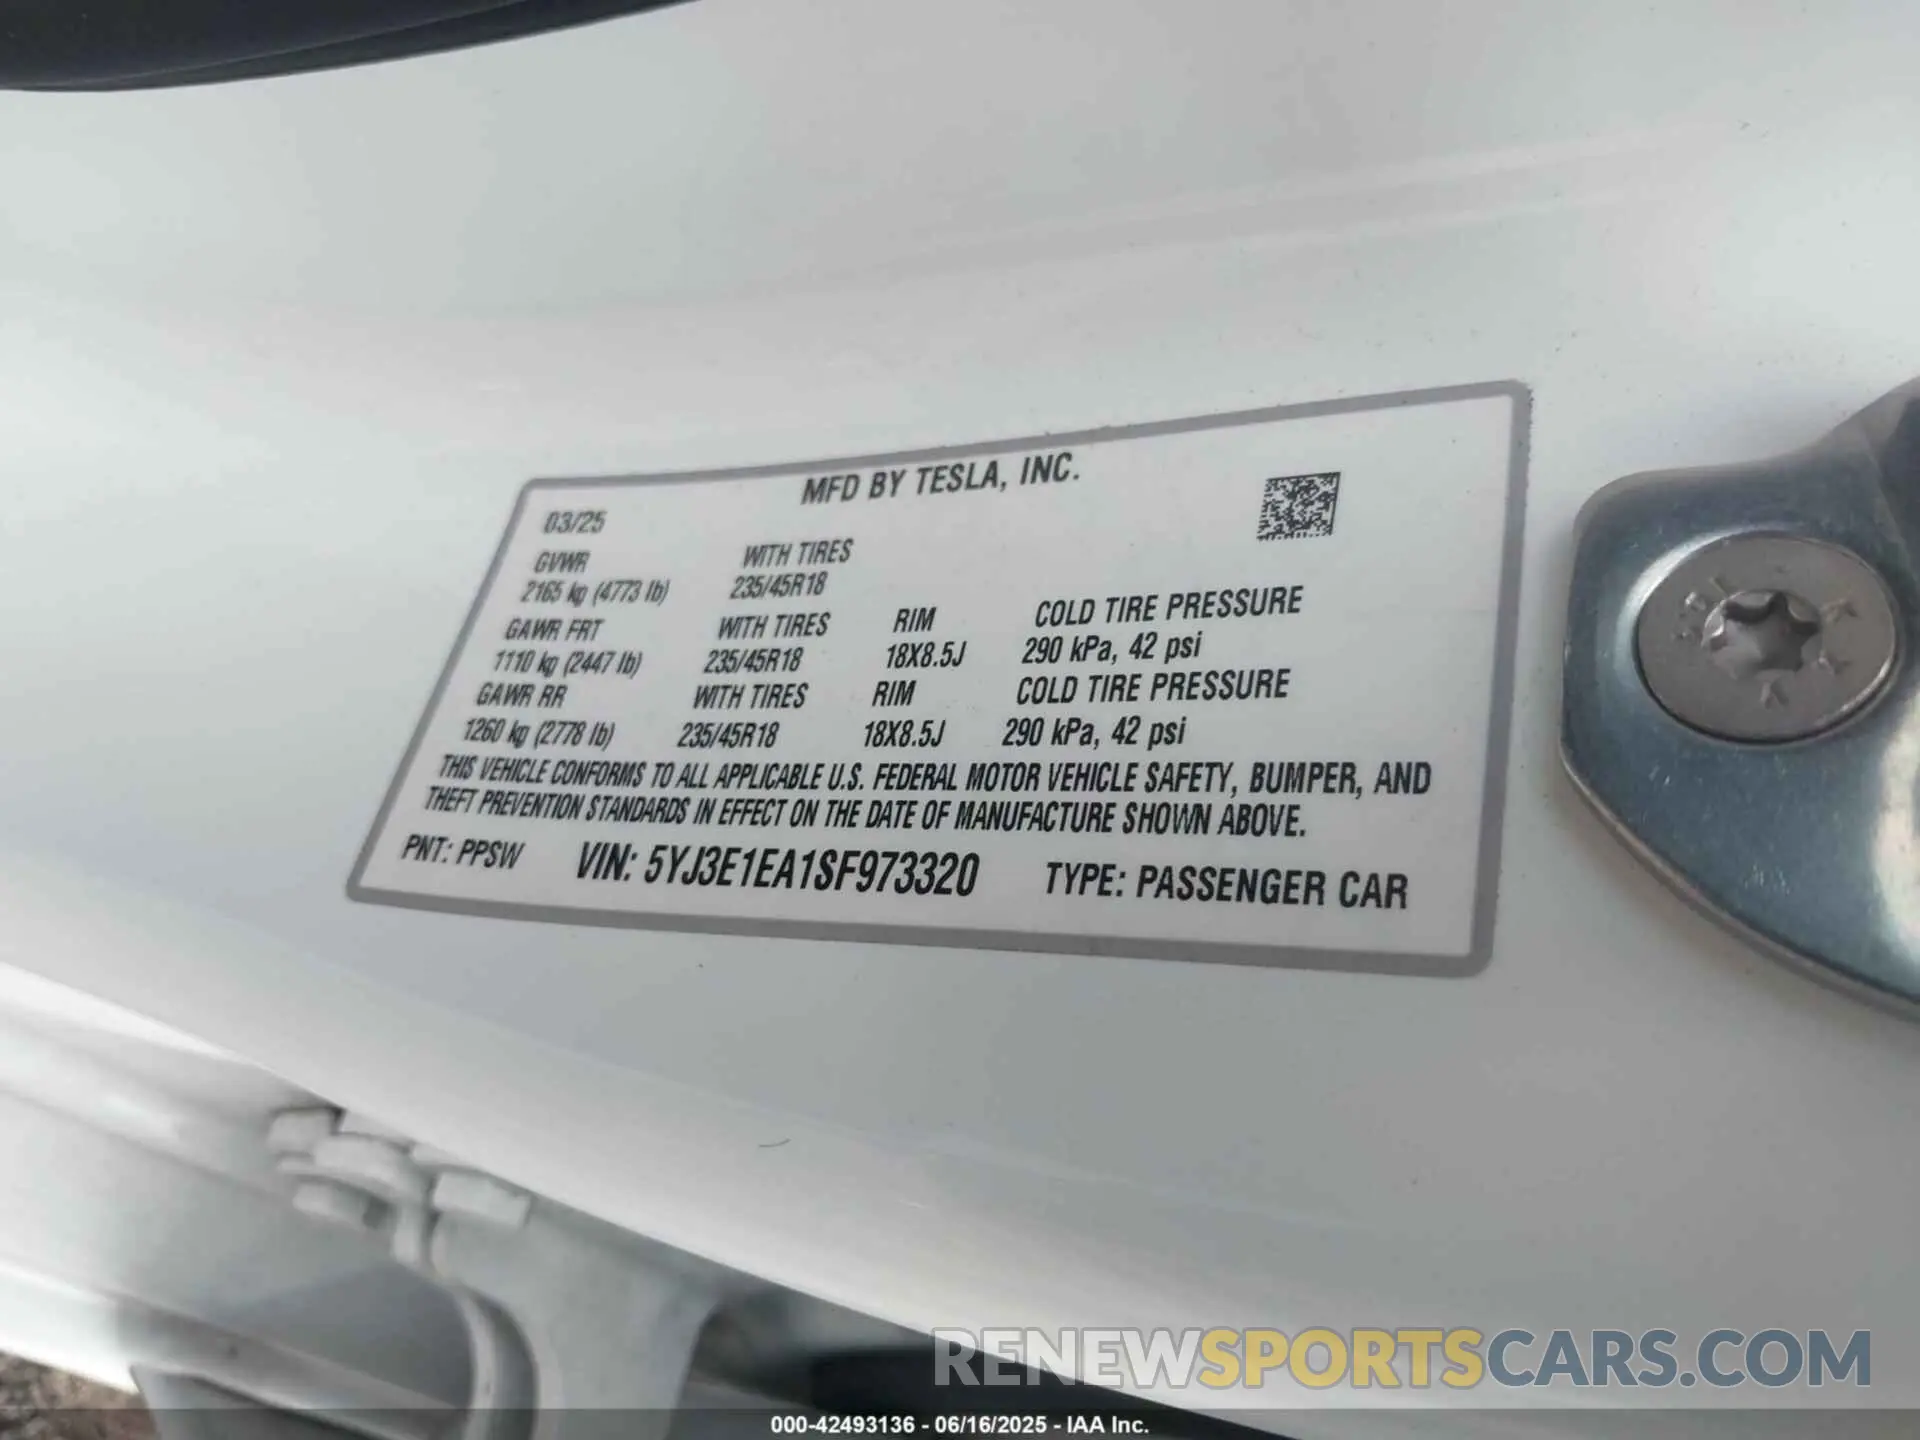 MFD BY TESLA, INC.
03/25
GVWR WITH TIRES
2165 kg (4773 lb) 235/45R18
GAWR FRT WITH TIRES RIM COLD TIRE PRESSURE
1110 kg (2447 lb) 235/45R18 18X8.5J 290 kPa, 42 psi
GAWR RR WITH TIRES RIM COLD TIRE PRESSURE
1260 kg (2778 lb) 235/45R18 18X8.5J 290 kPa, 42 psi
THIS VEHICLE CONFORMS TO ALL APPLICABLE U.S. FEDERAL MOTOR VEHICLE SAFETY, BUMPER, AND
THEFT PREVENTION STANDARDS IN EFFECT ON THE DATE OF MANUFACTURE SHOWN ABOVE.
PNT: PPSW VIN: 5YJ3E1EA1SF973320 TYPE: PASSENGER CAR
RENEWSPORTSCARS.COM
000-42493136 - 06/16/2025 - IAA Inc.